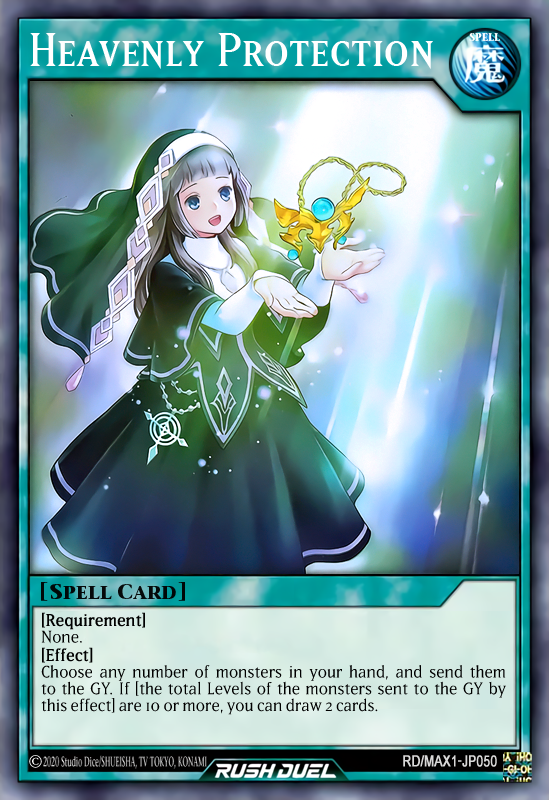 HEAVENLY PROTECTION
SPELL
魔
[SPELL CARD]
[Requirement]
None.
[Effect]
Choose any number of monsters in your hand, and send them
to the GY. If [the total Levels of the monsters sent to the GY by
this effect] are 10 or more, you can draw 2 cards.
©2020 Studio Dice/SHUEISHA, TV TOKYO, KONAMI
RUSH DUEL
RD/MAX1-JP050